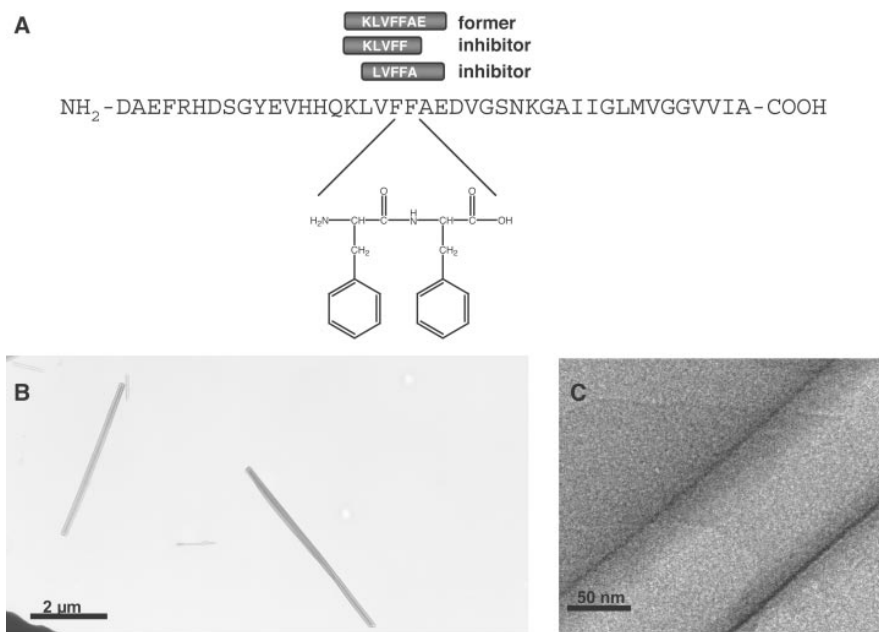 A
KLVFFAE former
KLVFF inhibitor
LVFFA inhibitor
NH2-DAEFRHDSGYEVHHQKLVFFAEDVGSNKGAIIGLMVGGVVIA-COOH
O O
H2N CH C H N CH C OH
CH2 CH2
B
2 µm
C
50 nm